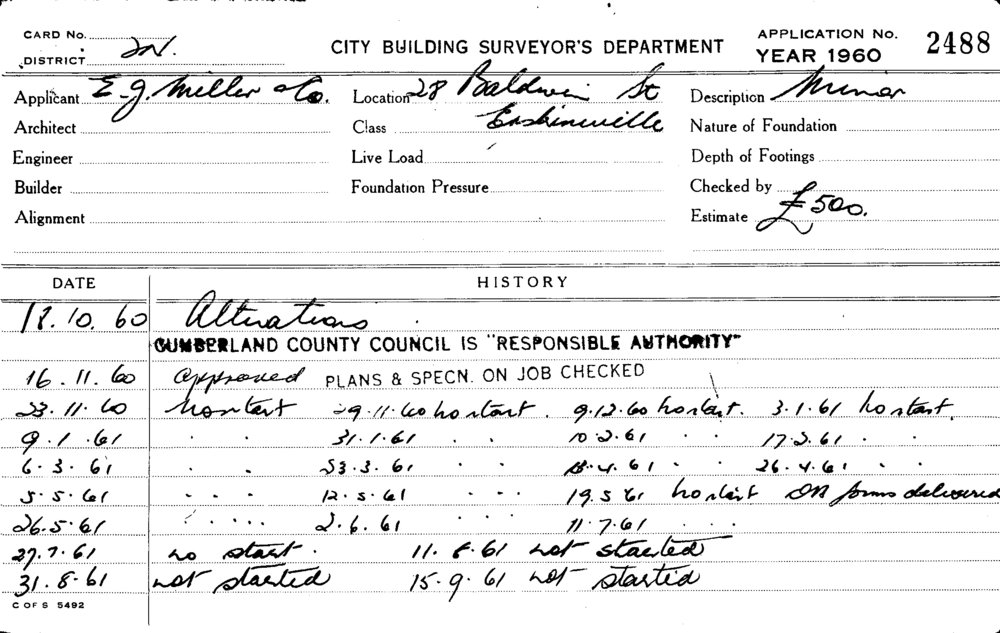 CARD No.
DISTRICT
CITY BUILDING SURVEYOR'S DEPARTMENT
APPLICATION No. 2488
YEAR 1960
Applicant E. J. Miller & Co. Location 28 Baldwin St Description Minor
Architect Class Erskineville Nature of Foundation
Engineer Live Load Depth of Footings
Builder Foundation Pressure Checked by
Alignment Estimate £500.
DATE HISTORY
18.10.60 Alterations
CUMBERLAND COUNTY COUNCIL IS "RESPONSIBLE AUTHORITY"
16.11.60 Approved PLANS & SPECN. ON JOB CHECKED
23.11.60 No start 29.11.60 no start. 9.12.60 no start. 3.1.61 no start.
9.1.61 31.1.61 . . 10.2.61 . . 17.2.61 . .
6.3.61 . . 23.3.61 . . 13.4.61 . . 26.4.61 . .
5.5.61 . . . 12.5.61 . . . 19.5.61 no start forms delivered
26.5.61 . . . . 2.6.61 . . . 11.7.61 . . .
27.7.61 no start. 11.8.61 not started
31.8.61 not started 15.9.61 not started
C OF S 5492